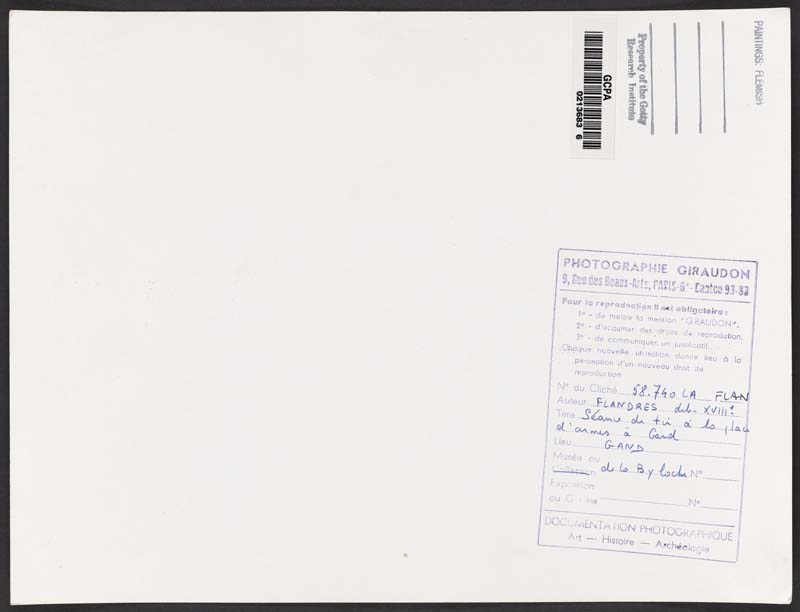 PAINTINGS: FLEMISH
Property of the Getty
Research Institute
GCPA
0213683 6
PHOTOGRAPHIE GIRAUDON
9, Rue des Beaux-Arts, PARIS-6e - Danton 93-83
Pour la reproduction il est obligatoire :
1° - de mettre la mention "GIRAUDON".
2° - d'acquitter des droits de reproduction.
3° - de communiquer un justificatif.
Chaque nouvelle utilisation donne lieu à la
perception d'un nouveau droit de
reproduction
N° du Cliché 58.740 LA FLAN
Auteur FLANDRES deb. XVIIIe
Titre Séance de tir à la place
d'armes à Gand
Lieu GAND
Musée ou
Collection de la Byloche N°
Exposition
ou N°
DOCUMENTATION PHOTOGRAPHIQUE
Art — Histoire — Archéologie